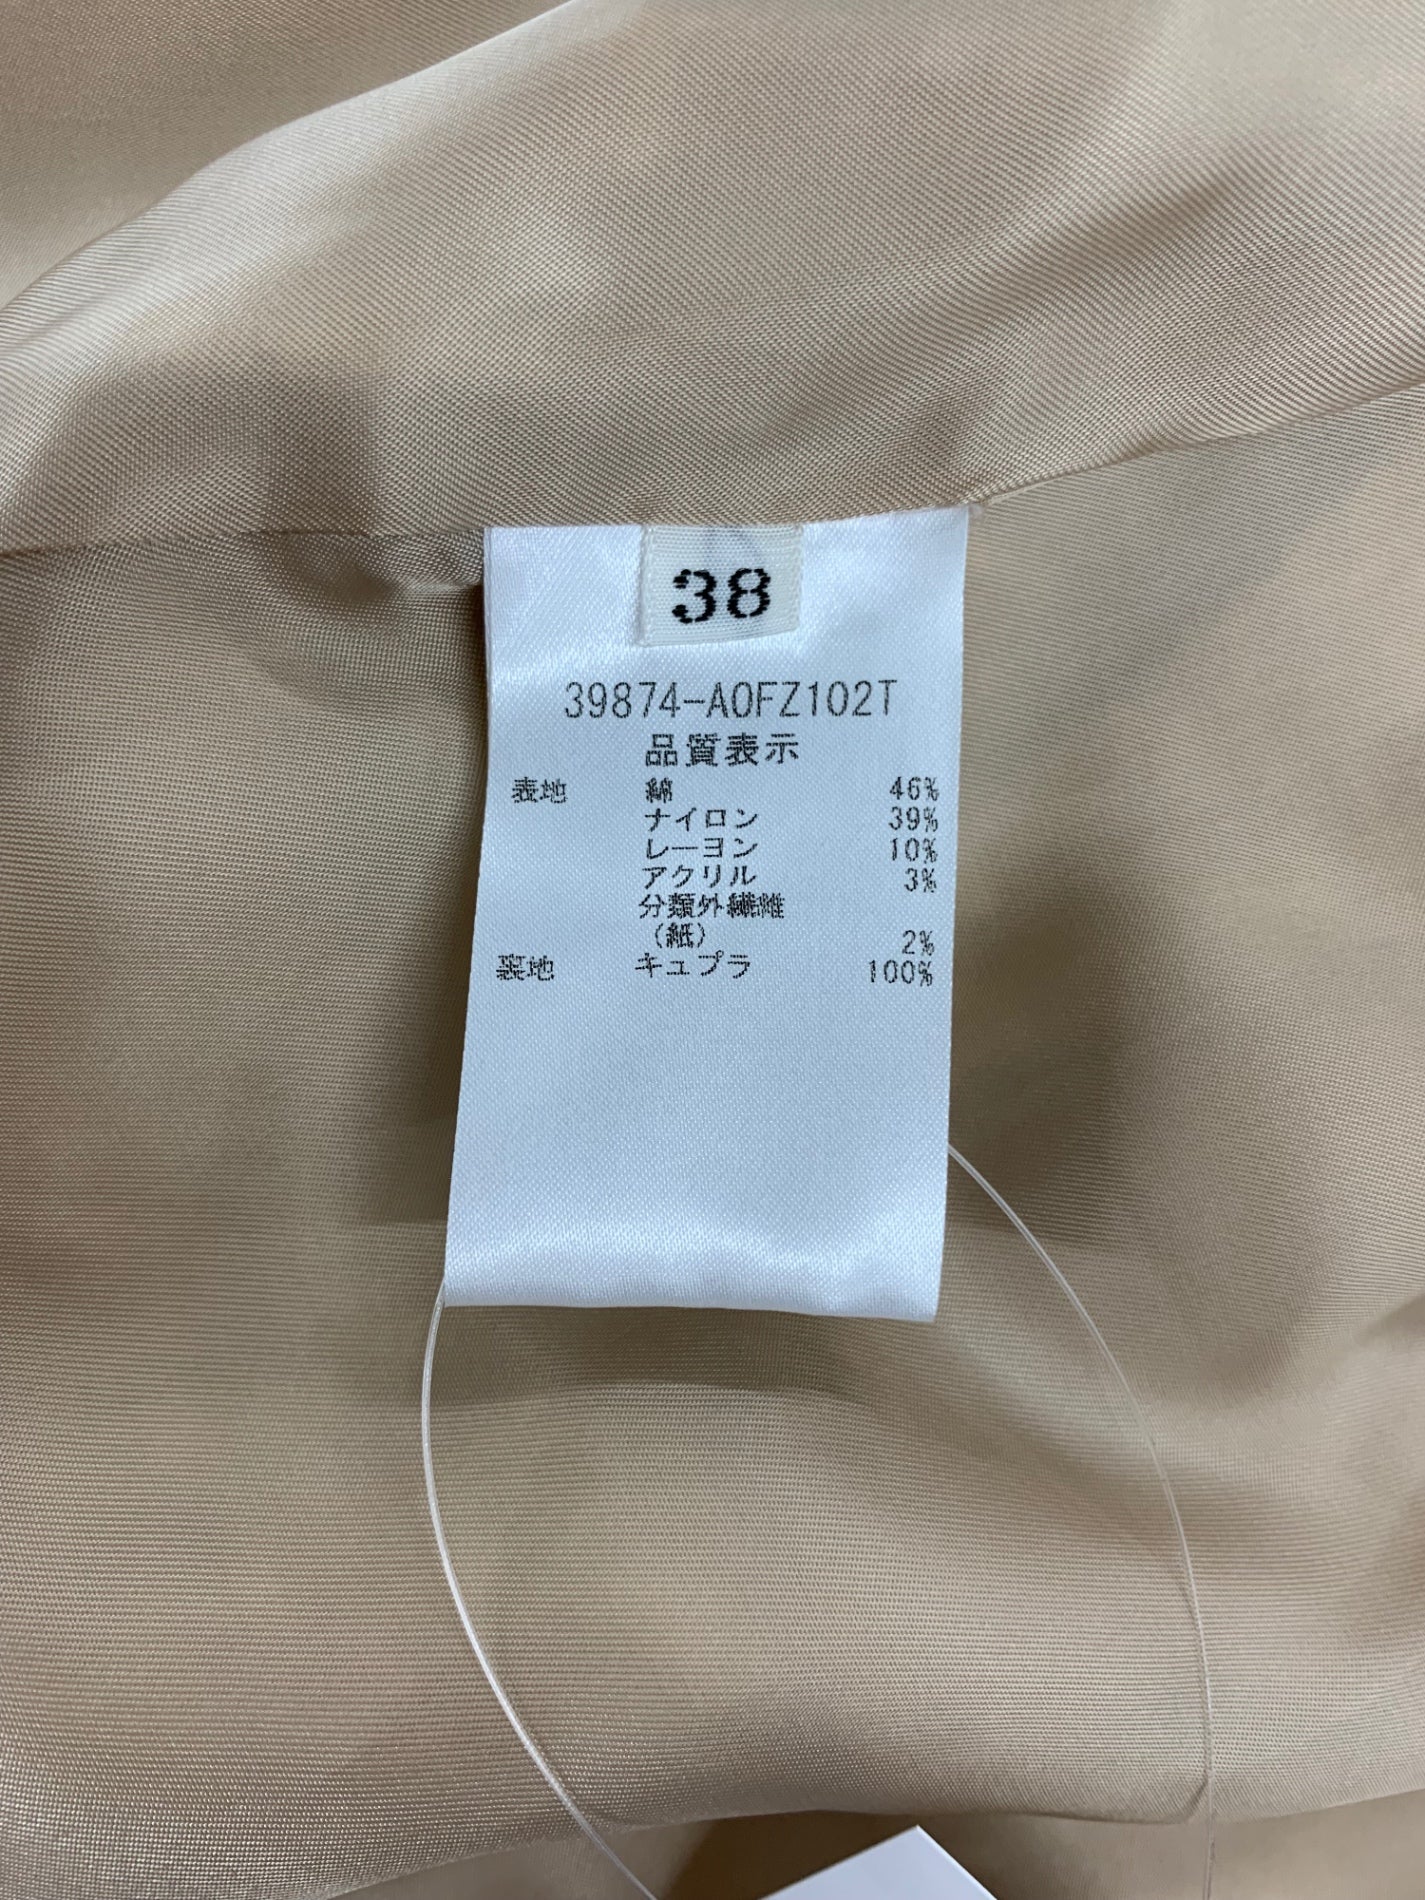 38
39874-A0FZ102T
品質表示
表地 綿 46%
ナイロン 39%
レーヨン 10%
アクリル 3%
分類外繊維
(紙) 2%
裏地 キュプラ 100%